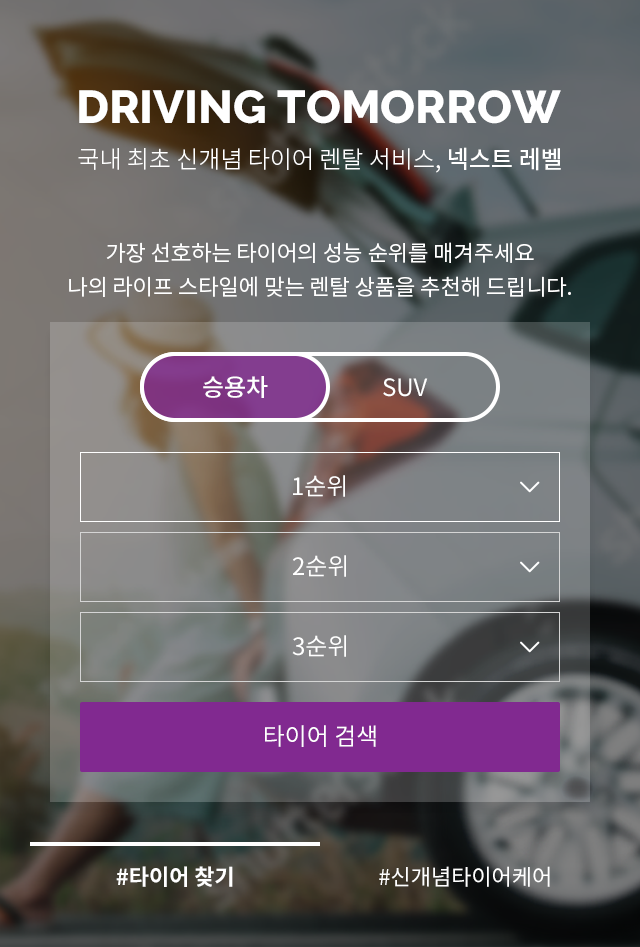 DRIVING TOMORROW
국내 최초 신개념 타이어 렌탈 서비스, 넥스트 레벨
가장 선호하는 타이어의 성능 순위를 매겨주세요
나의 라이프 스타일에 맞는 렌탈 상품을 추천해 드립니다.
승용차 SUV
1순위
2순위
3순위
타이어 검색
#타이어 찾기 #신개념타이어케어